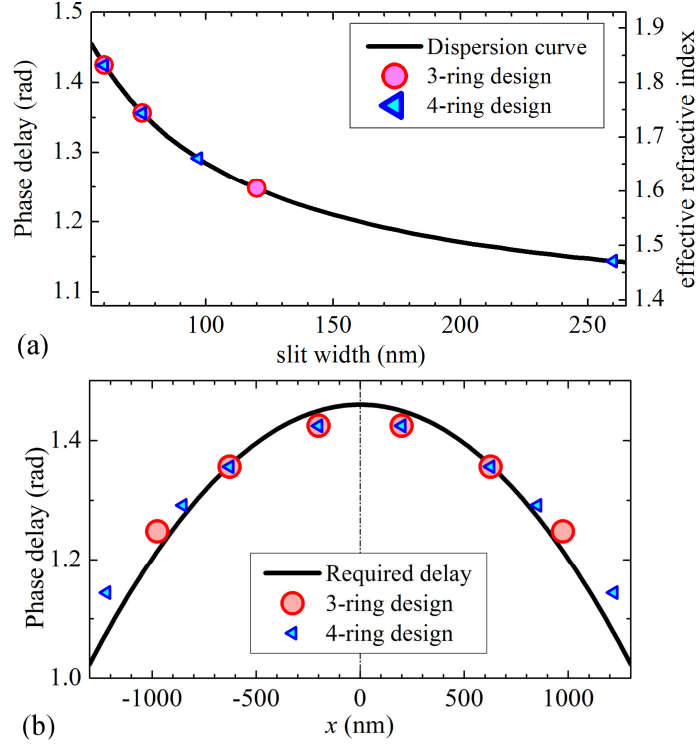 1.5
1.4
1.3
1.2
1.1
Phase delay (rad)
Dispersion curve
3-ring design
4-ring design
1.9
1.8
1.7
1.6
1.5
1.4
effective refractive index
100 150 200 250
slit width (nm)
(a)
1.4
1.2
1.0
Phase delay (rad)
Required delay
3-ring design
4-ring design
-1000 -500 0 500 1000
x (nm)
(b)